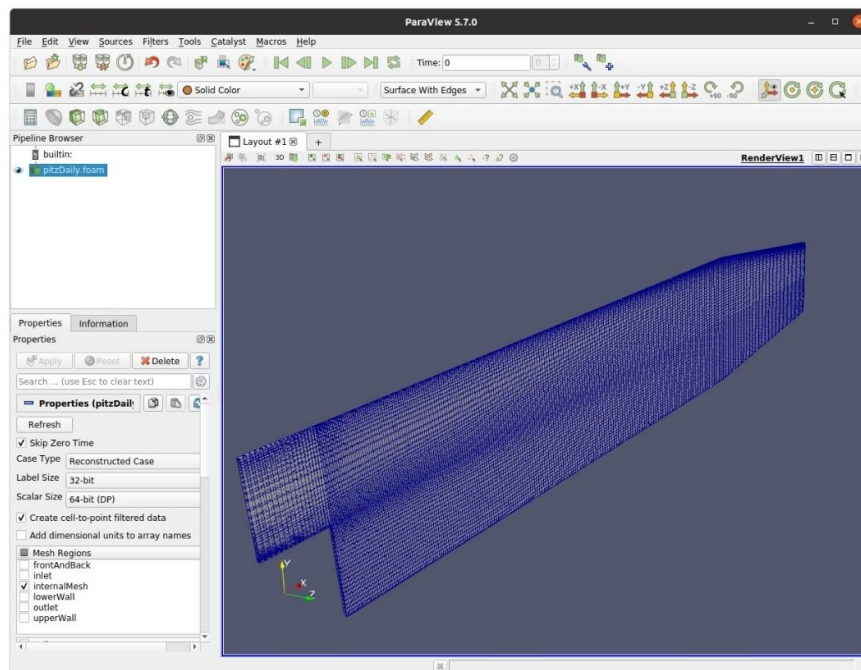 ParaView 5.7.0
File Edit View Sources Filters Tools Catalyst Macros Help
Time: 0 0
Solid Color Surface With Edges +X -X +Y -Y +Z -Z +90 -90
Pipeline Browser
builtin:
pitzDaily.foam
Layout #1 +
3D RenderView1
Properties Information
Properties
Apply Reset Delete ?
Search ... (use Esc to clear text)
Properties (pitzDail
Refresh
Skip Zero Time
Case Type Reconstructed Case
Label Size 32-bit
Scalar Size 64-bit (DP)
Create cell-to-point filtered data
Add dimensional units to array names
Mesh Regions
frontAndBack
inlet
internalMesh
lowerWall
outlet
upperWall
Y
X
Z